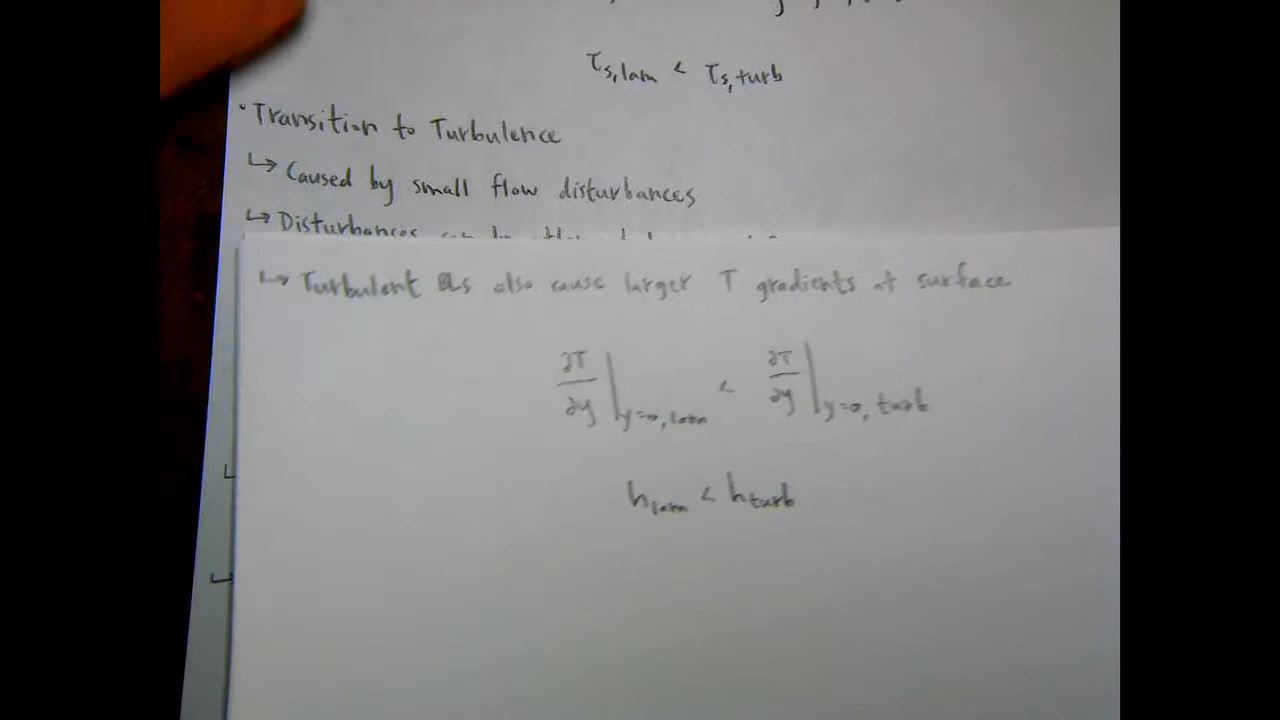 τs,lam < τs,turb
• Transition to Turbulence
↳ Caused by small flow disturbances
↳ Disturbances
↳ Turbulent BLs also cause larger T gradients at surface
∂T/∂y |y=0, lam < ∂T/∂y |y=0, turb
hlam < hturb